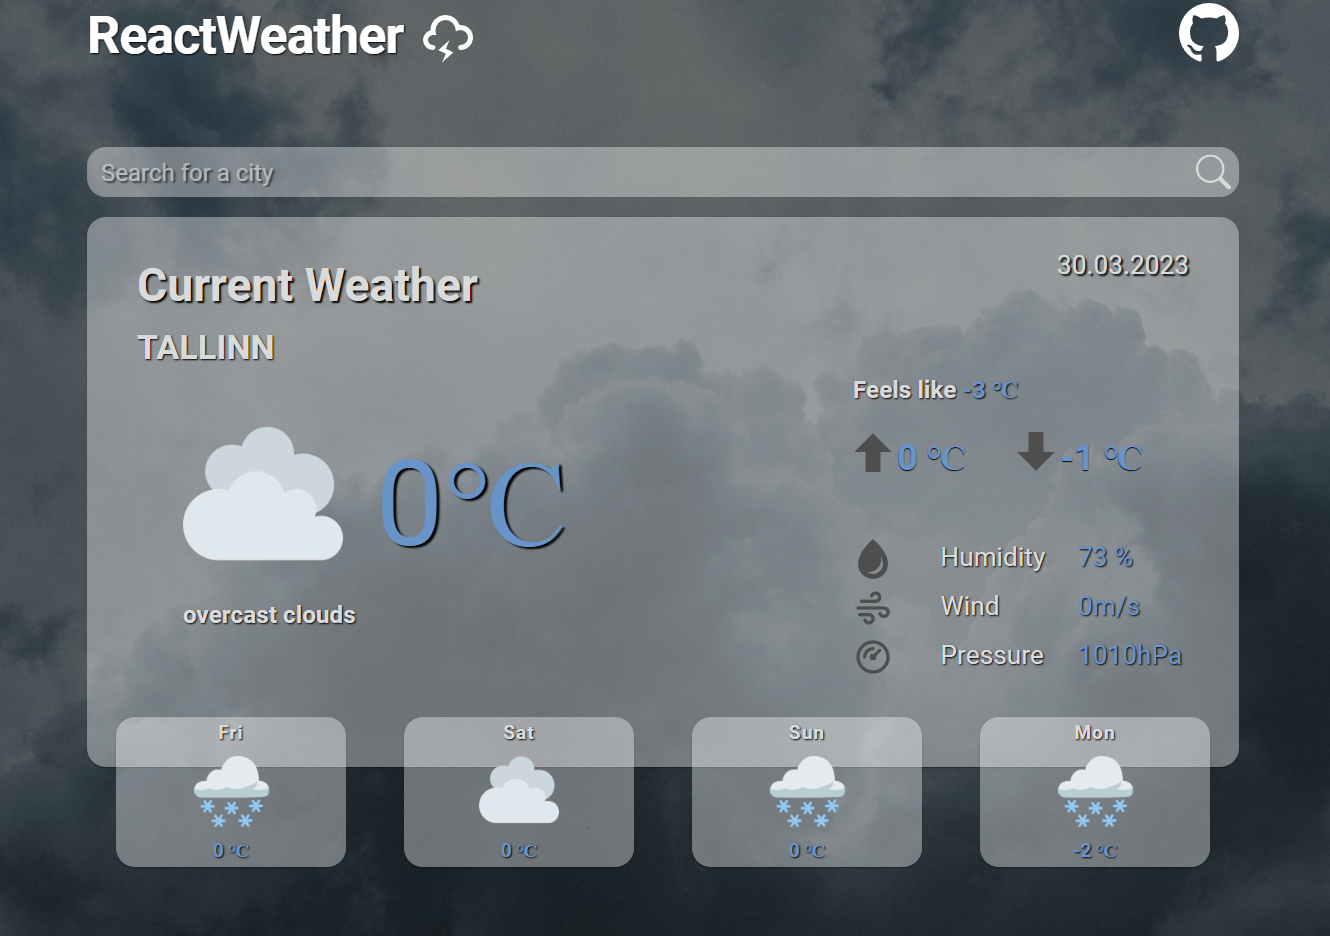 ReactWeather
Search for a city
Current Weather
30.03.2023
TALLINN
Feels like -3 °C
0 °C -1 °C
0°C
overcast clouds
Humidity 73 %
Wind 0m/s
Pressure 1010hPa
Fri
0 °C
Sat
0 °C
Sun
0 °C
Mon
-2 °C